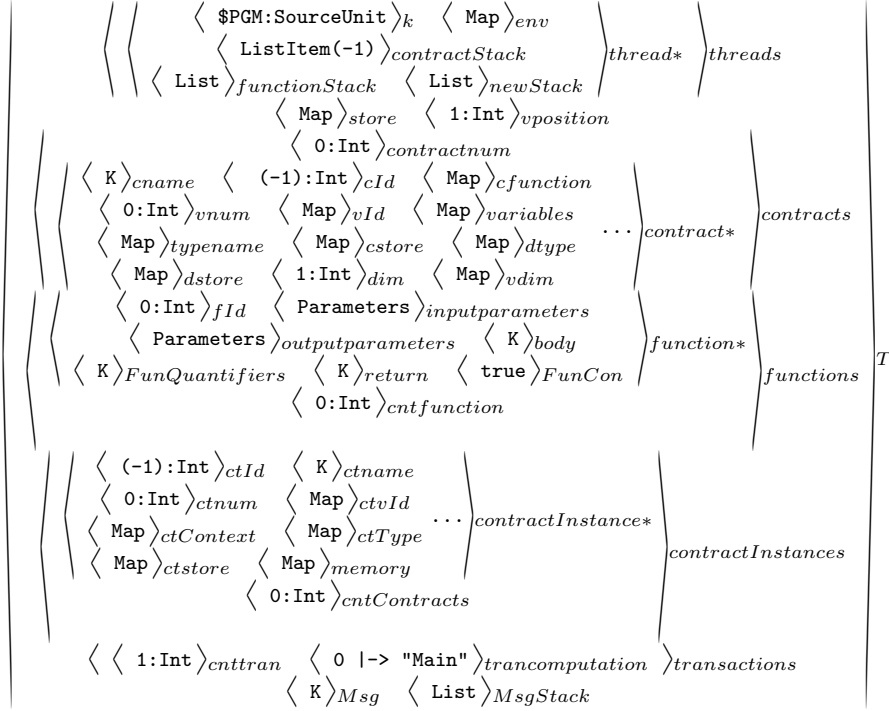 ⟨ $PGM:SourceUnit ⟩k ⟨ Map ⟩env
⟨ ListItem(-1) ⟩contractStack
⟩thread* ⟩threads
⟨ List ⟩functionStack ⟨ List ⟩newStack
⟨ Map ⟩store ⟨ 1:Int ⟩vposition
⟨ 0:Int ⟩contractnum
⟨ K ⟩cname ⟨ (-1):Int ⟩cId ⟨ Map ⟩cfunction
⟨ 0:Int ⟩vnum ⟨ Map ⟩vId ⟨ Map ⟩variables
··· ⟩contract* ⟩contracts
⟨ Map ⟩typename ⟨ Map ⟩cstore ⟨ Map ⟩dtype
⟨ Map ⟩dstore ⟨ 1:Int ⟩dim ⟨ Map ⟩vdim
⟨ 0:Int ⟩fId ⟨ Parameters ⟩inputparameters
⟨ Parameters ⟩outputparameters ⟨ K ⟩body
⟩function* ⟩functions ⟩T
⟨ K ⟩FunQuantifiers ⟨ K ⟩return ⟨ true ⟩FunCon
⟨ 0:Int ⟩cntfunction
⟨ (-1):Int ⟩ctId ⟨ K ⟩ctname
⟨ 0:Int ⟩ctnum ⟨ Map ⟩ctvId
··· ⟩contractInstance*
⟨ Map ⟩ctContext ⟨ Map ⟩ctType
⟨ Map ⟩ctstore ⟨ Map ⟩memory
⟩contractInstances
⟨ 0:Int ⟩cntContracts
⟨ ⟨ 1:Int ⟩cnttran ⟨ 0 |-> "Main" ⟩trancomputation ⟩transactions
⟨ K ⟩Msg ⟨ List ⟩MsgStack